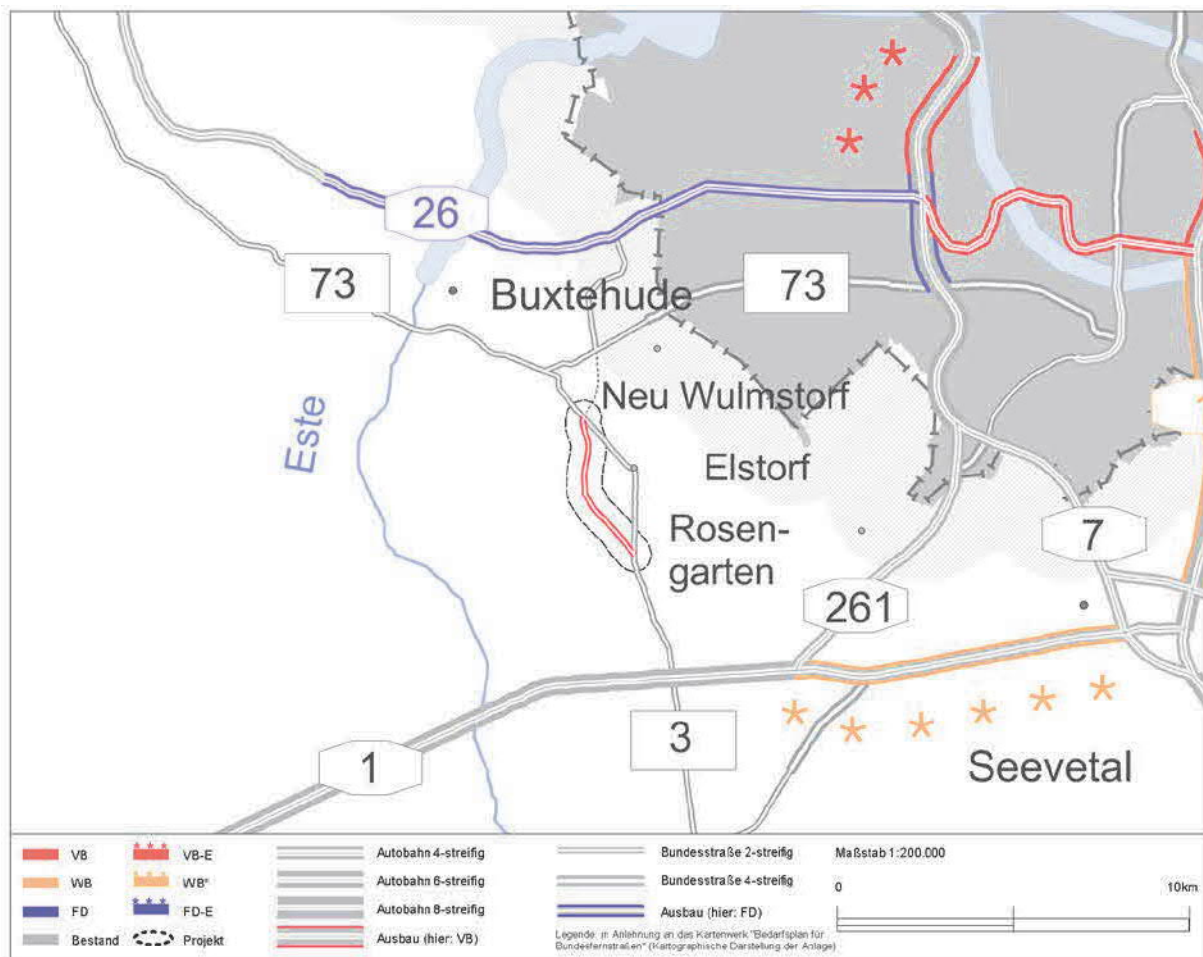 26
73
Buxtehude
73
Este
Neu Wulmstorf
Elstorf
Rosen-
garten
7
261
3
1
Seevetal
VB
VB-E
Autobahn 4-streifig
Bundesstraße 2-streifig
Maßstab 1:200.000
WB
WB*
Autobahn 6-streifig
Bundesstraße 4-streifig
0
10km
FD
FD-E
Autobahn 8-streifig
Ausbau (hier: FD)
Bestand
Projekt
Ausbau (hier: VB)
Legende: in Anlehnung an das Kartenwerk "Bedarfsplan für
Bundesfernstraßen" (Kartographische Darstellung der Anlage)